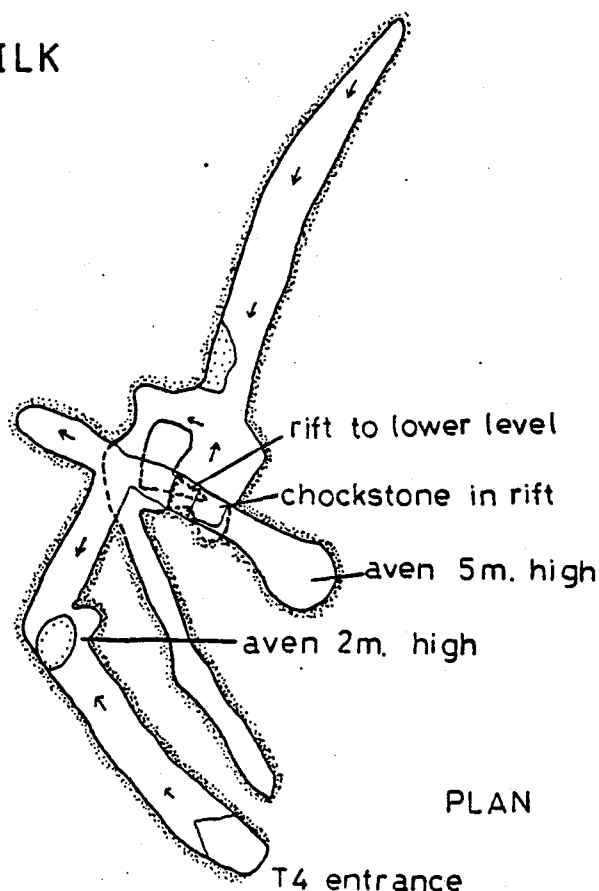 ILK
rift to lower level
chockstone in rift
aven 5m. high
aven 2m. high
PLAN
T4 entrance